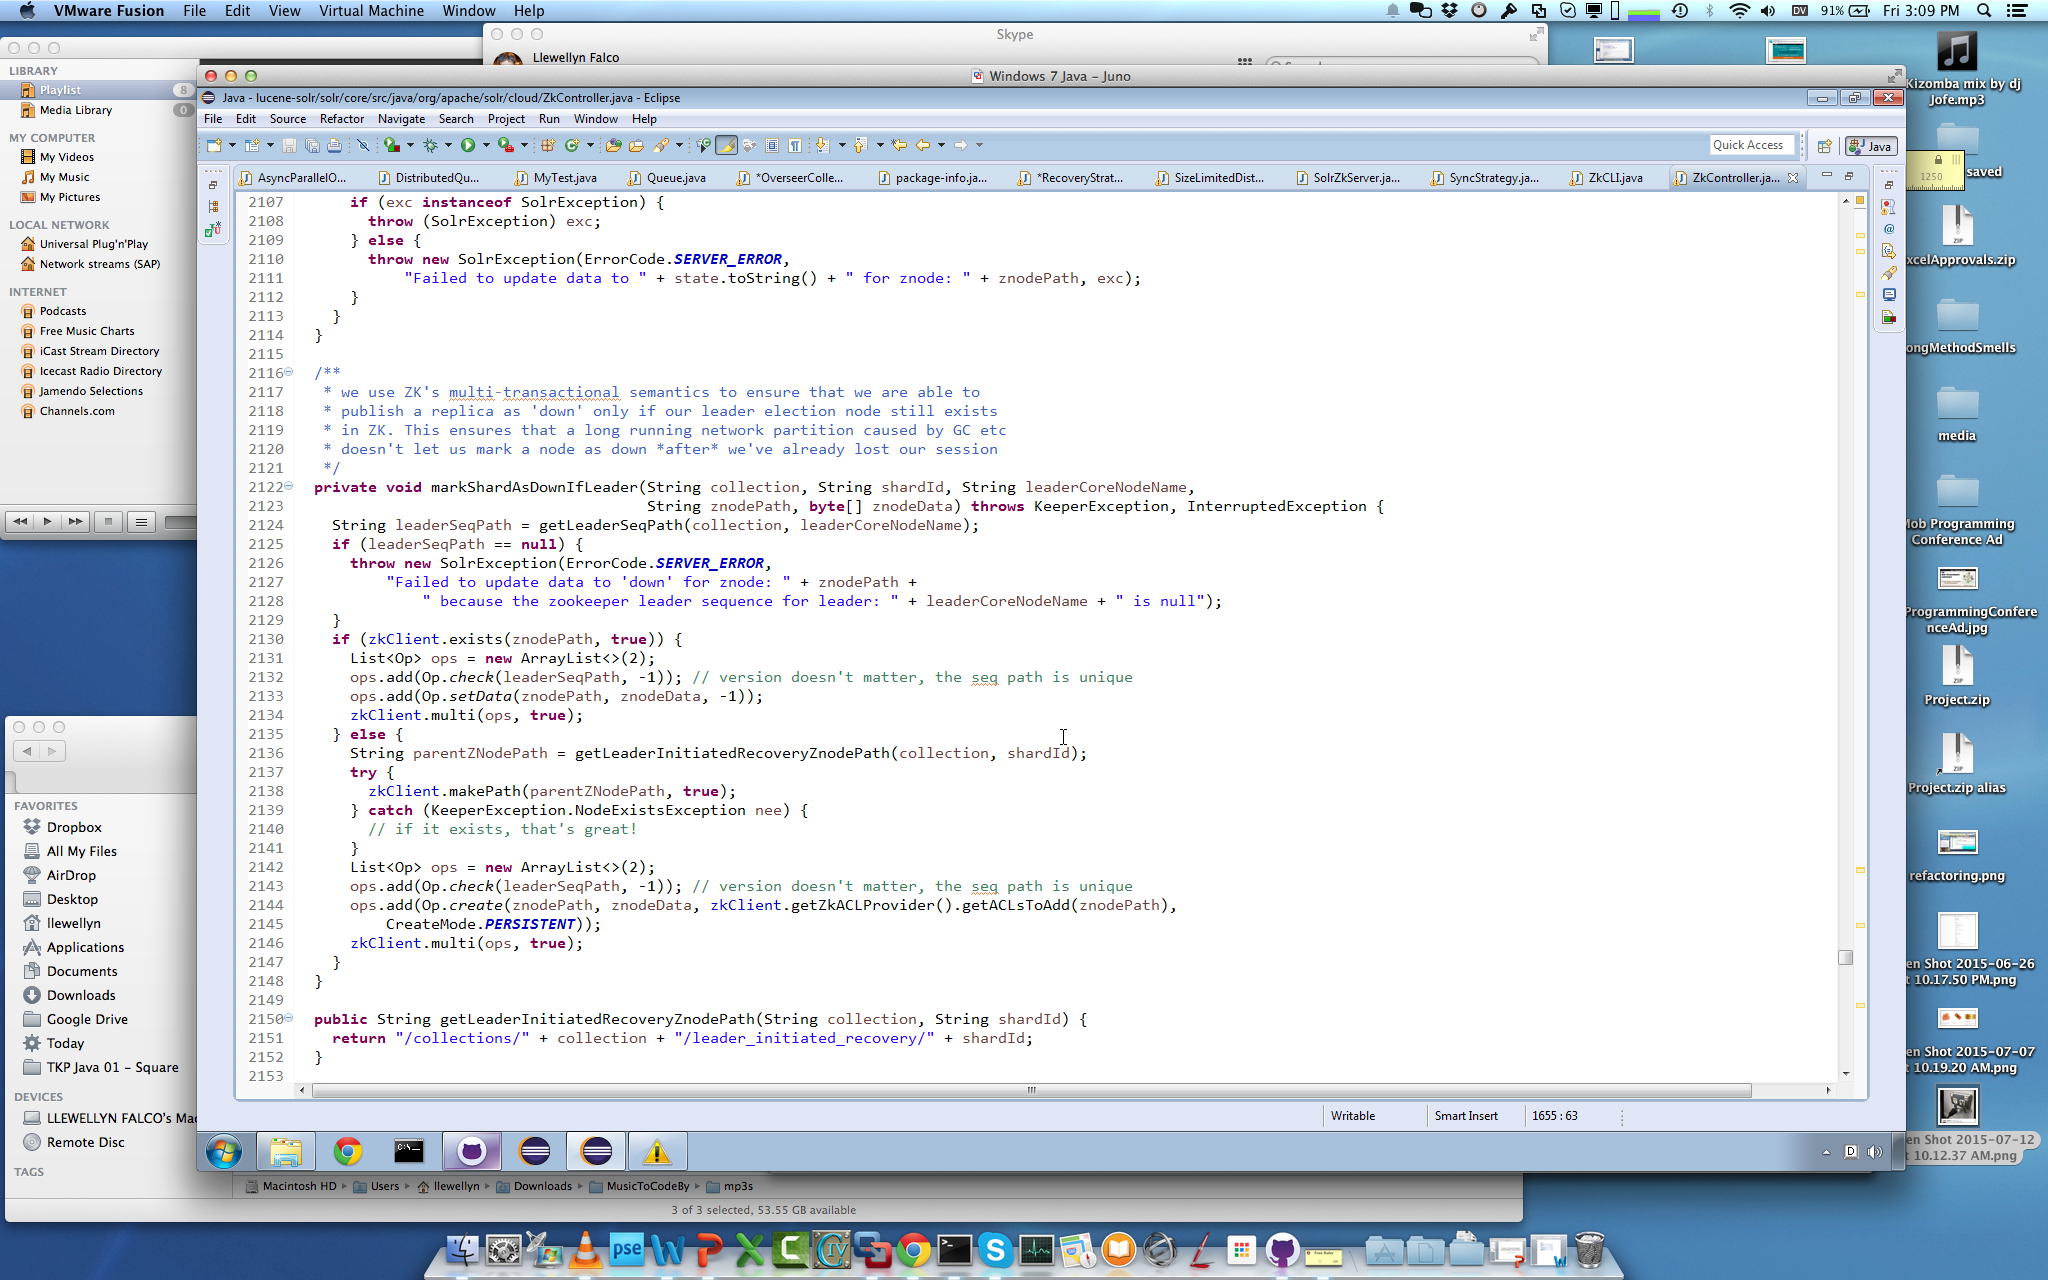 VMware Fusion File Edit View Virtual Machine Window Help
DV 91% Fri 3:09 PM
Skype
Llewellyn Falco
LIBRARY
Playlist 8
Media Library 0
MY COMPUTER
My Videos
My Music
My Pictures
LOCAL NETWORK
Universal Plug'n'Play
Network streams (SAP)
INTERNET
Podcasts
Free Music Charts
iCast Stream Directory
Icecast Radio Directory
Jamendo Selections
Channels.com
Windows 7 Java – Juno
Java - lucene-solr/solr/core/src/java/org/apache/solr/cloud/ZkController.java - Eclipse
File Edit Source Refactor Navigate Search Project Run Window Help
Quick Access
Java
AsyncParallelO... DistributedQu... MyTest.java Queue.java *OverseerColle... package-info.ja... *RecoveryStrat... SizeLimitedDist... SolrZkServer.ja... SyncStrategy.ja... ZkCLI.java ZkController.ja...
2107 if (exc instanceof SolrException) {
2108 throw (SolrException) exc;
2109 } else {
2110 throw new SolrException(ErrorCode.SERVER_ERROR,
2111 "Failed to update data to " + state.toString() + " for znode: " + znodePath, exc);
2112 }
2113 }
2114 }
2115
2116 /**
2117 * we use ZK's multi-transactional semantics to ensure that we are able to
2118 * publish a replica as 'down' only if our leader election node still exists
2119 * in ZK. This ensures that a long running network partition caused by GC etc
2120 * doesn't let us mark a node as down *after* we've already lost our session
2121 */
2122 private void markShardAsDownIfLeader(String collection, String shardId, String leaderCoreNodeName,
2123 String znodePath, byte[] znodeData) throws KeeperException, InterruptedException {
2124 String leaderSeqPath = getLeaderSeqPath(collection, leaderCoreNodeName);
2125 if (leaderSeqPath == null) {
2126 throw new SolrException(ErrorCode.SERVER_ERROR,
2127 "Failed to update data to 'down' for znode: " + znodePath +
2128 " because the zookeeper leader sequence for leader: " + leaderCoreNodeName + " is null");
2129 }
2130 if (zkClient.exists(znodePath, true)) {
2131 List<Op> ops = new ArrayList<>(2);
2132 ops.add(Op.check(leaderSeqPath, -1)); // version doesn't matter, the seq path is unique
2133 ops.add(Op.setData(znodePath, znodeData, -1));
2134 zkClient.multi(ops, true);
2135 } else {
2136 String parentZNodePath = getLeaderInitiatedRecoveryZnodePath(collection, shardId);
2137 try {
2138 zkClient.makePath(parentZNodePath, true);
2139 } catch (KeeperException.NodeExistsException nee) {
2140 // if it exists, that's great!
2141 }
2142 List<Op> ops = new ArrayList<>(2);
2143 ops.add(Op.check(leaderSeqPath, -1)); // version doesn't matter, the seq path is unique
2144 ops.add(Op.create(znodePath, znodeData, zkClient.getZkACLProvider().getACLsToAdd(znodePath),
2145 CreateMode.PERSISTENT));
2146 zkClient.multi(ops, true);
2147 }
2148 }
2149
2150 public String getLeaderInitiatedRecoveryZnodePath(String collection, String shardId) {
2151 return "/collections/" + collection + "/leader_initiated_recovery/" + shardId;
2152 }
2153
Writable Smart Insert 1655 : 63
D
FAVORITES
Dropbox
All My Files
AirDrop
Desktop
llewellyn
Applications
Documents
Downloads
Google Drive
Today
TKP Java 01 – Square
DEVICES
LLEWELLYN FALCO's Mac
Remote Disc
TAGS
Macintosh HD Users llewellyn Downloads MusicToCodeBy mp3s
3 of 3 selected, 53.55 GB available
Kizomba mix by dj
Jofe.mp3
saved
1250
ZIP
xcelApprovals.zip
ongMethodSmells
media
Mob Programming
Conference Ad
ProgrammingConfere
nceAd.jpg
ZIP
Project.zip
ZIP
Project.zip alias
refactoring.png
en Shot 2015-06-26
t 10.17.50 PM.png
en Shot 2015-07-07
t 10.19.20 AM.png
en Shot 2015-07-12
t 10.12.37 AM.png
pse